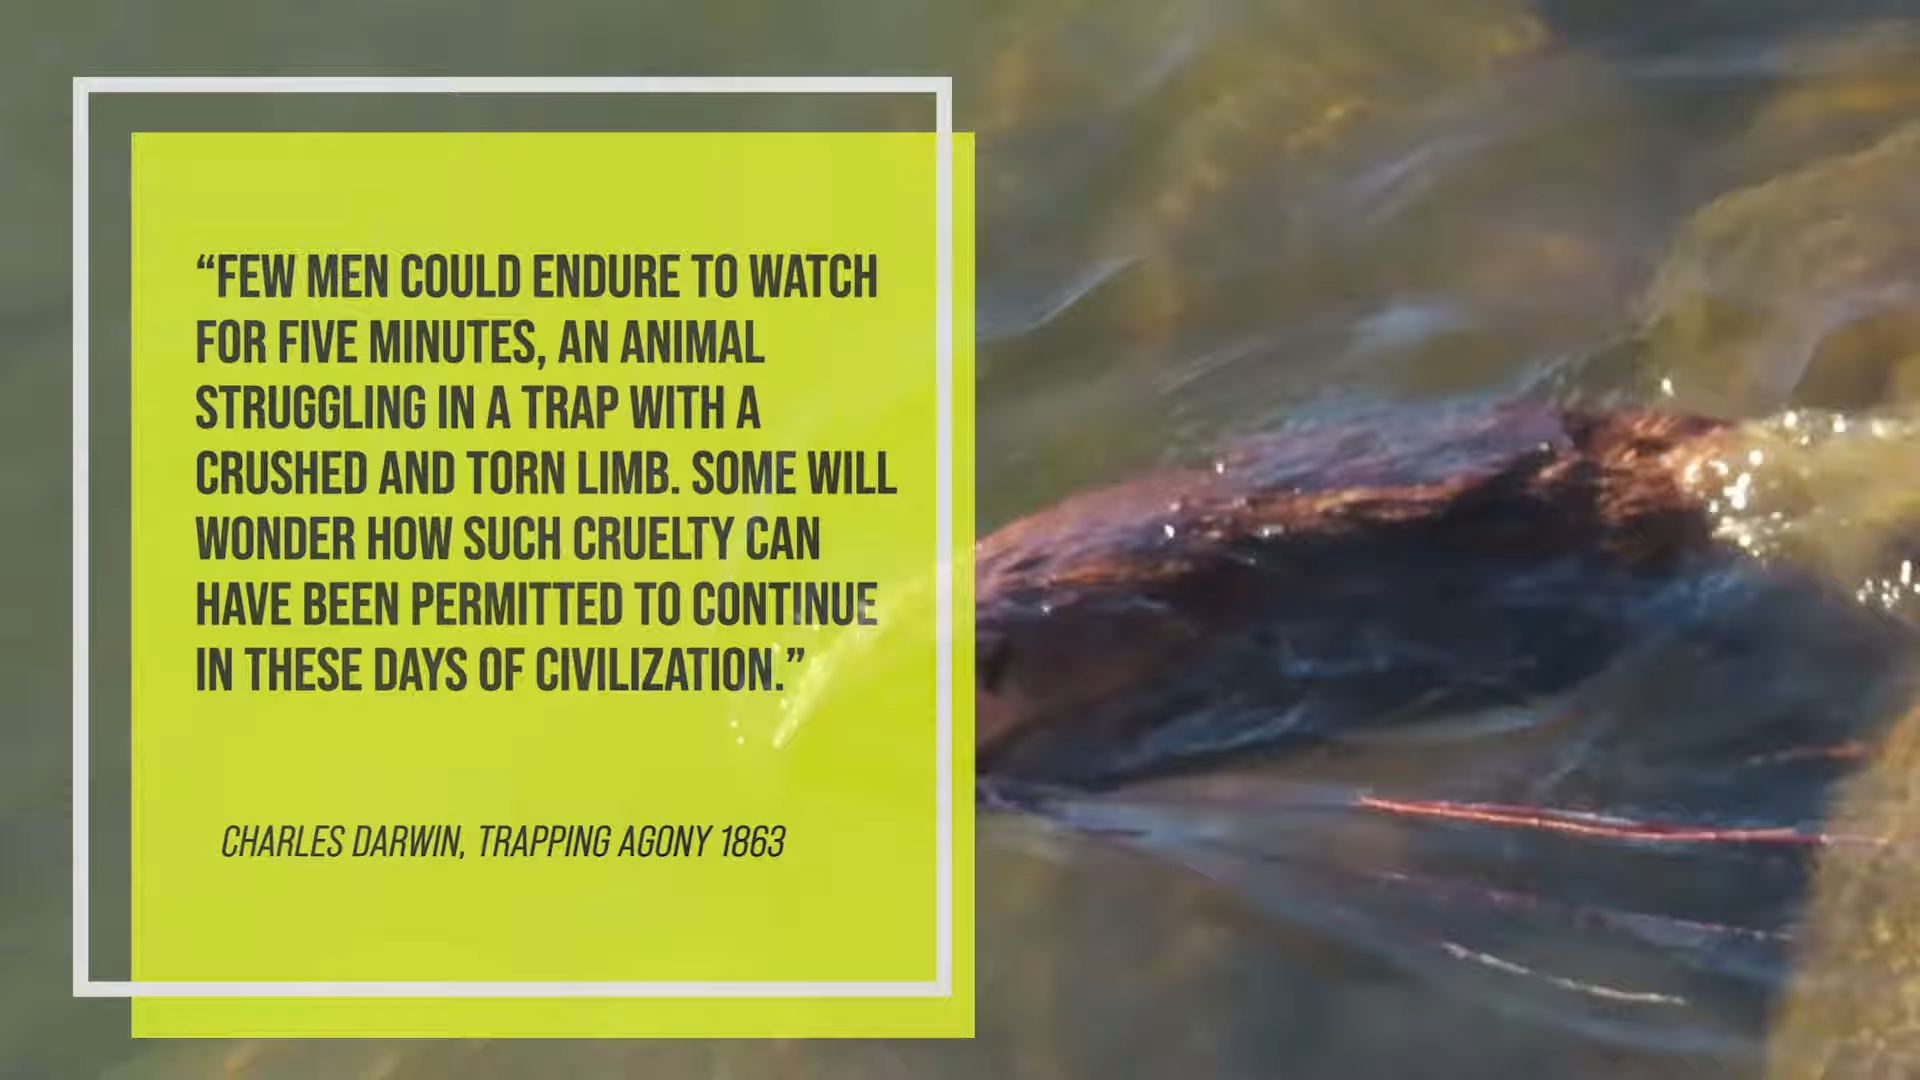 “FEW MEN COULD ENDURE TO WATCH
FOR FIVE MINUTES, AN ANIMAL
STRUGGLING IN A TRAP WITH A
CRUSHED AND TORN LIMB. SOME WILL
WONDER HOW SUCH CRUELTY CAN
HAVE BEEN PERMITTED TO CONTINUE
IN THESE DAYS OF CIVILIZATION.”
CHARLES DARWIN, TRAPPING AGONY 1863